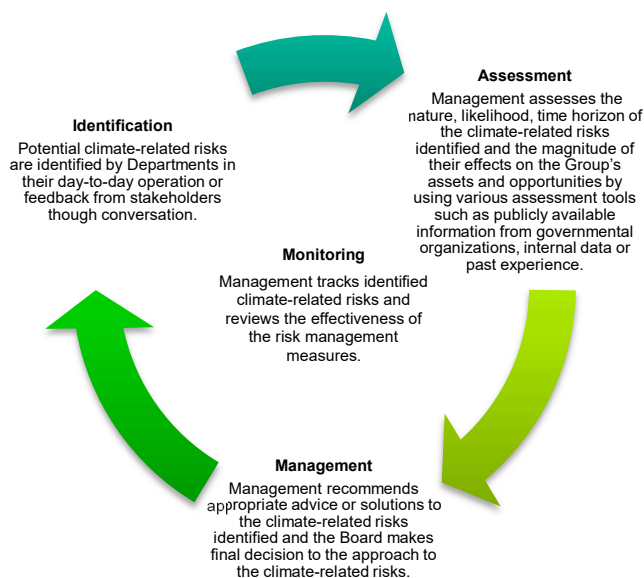 Identification
Potential climate-related risks
are identified by Departments in
their day-to-day operation or
feedback from stakeholders
though conversation.
Assessment
Management assesses the
nature, likelihood, time horizon of
the climate-related risks
identified and the magnitude of
their effects on the Group’s
assets and opportunities by
using various assessment tools
such as publicly available
information from governmental
organizations, internal data or
past experience.
Monitoring
Management tracks identified
climate-related risks and
reviews the effectiveness of
the risk management
measures.
Management
Management recommends
appropriate advice or solutions to
the climate-related risks
identified and the Board makes
final decision to the approach to
the climate-related risks.